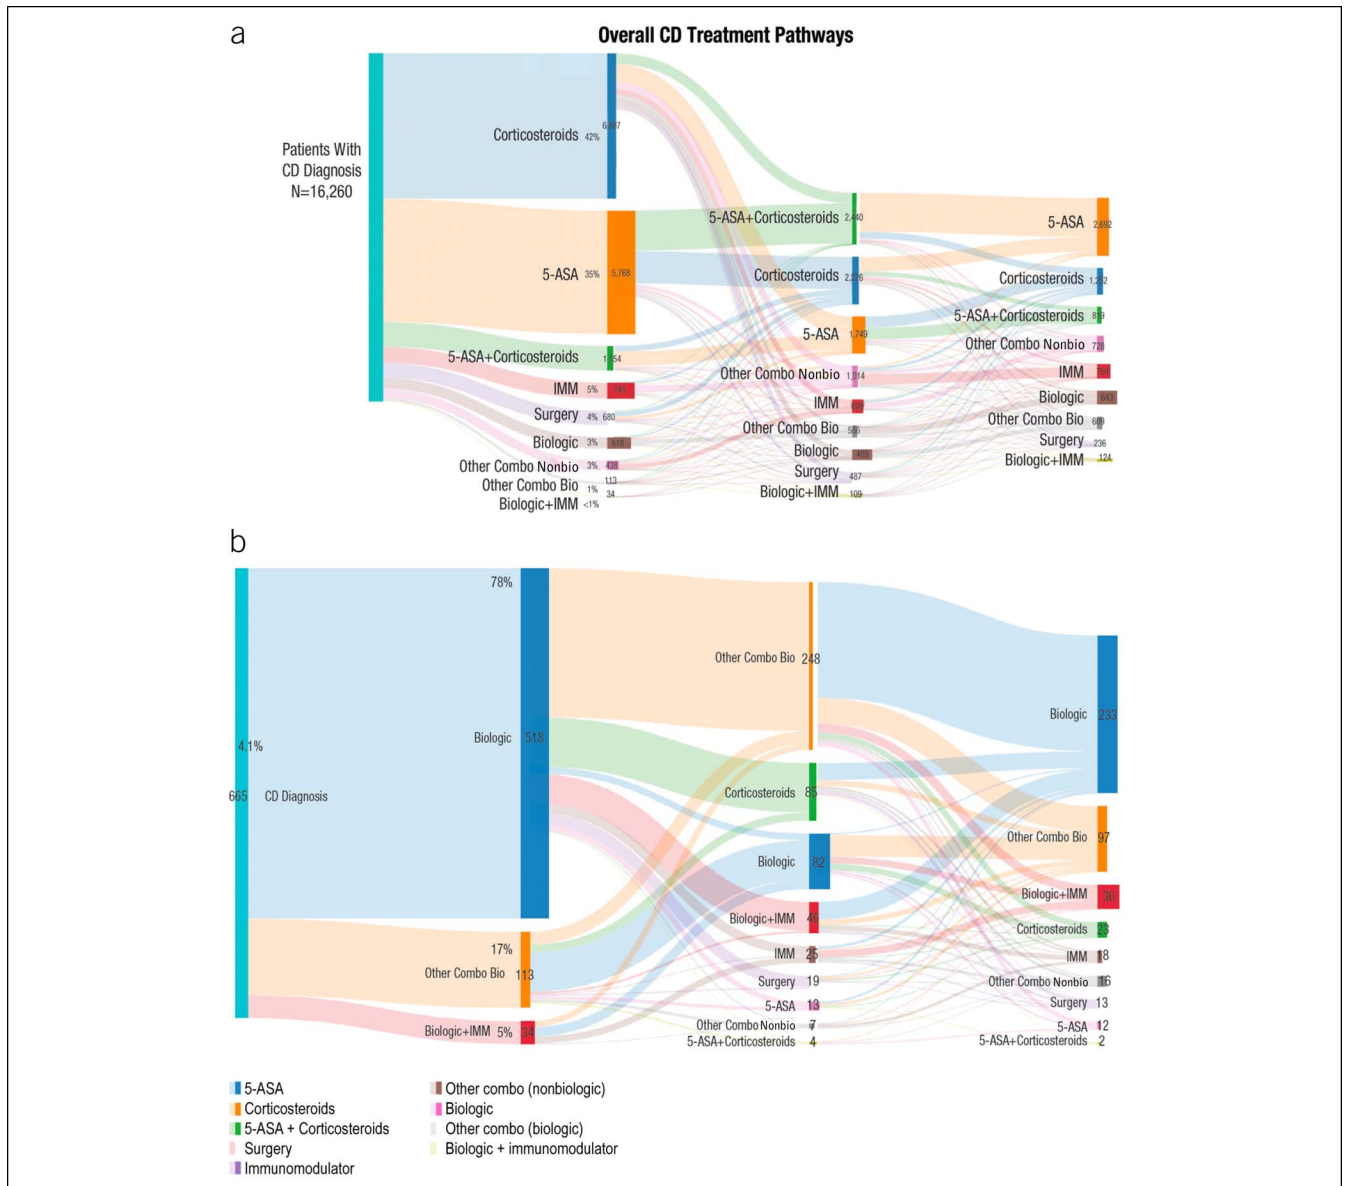 a
Overall CD Treatment Pathways
Patients With
CD Diagnosis
N=16,260
Corticosteroids 42%
5-ASA 35% 5,768
5-ASA+Corticosteroids
IMM 5%
Surgery 4% 680
Biologic 3% 518
Other Combo Nonbio 3% 438
Other Combo Bio 1% 113
Biologic+IMM <1% 34
5-ASA+Corticosteroids 2,440
Corticosteroids
5-ASA 1,749
Other Combo Nonbio 1,014
IMM
Other Combo Bio
Biologic 489
Surgery 487
Biologic+IMM 109
5-ASA 2,692
Corticosteroids
5-ASA+Corticosteroids
Other Combo Nonbio 728
IMM
Biologic 643
Other Combo Bio 609
Surgery 236
Biologic+IMM 124
b
4.1%
665 CD Diagnosis
78%
Biologic 518
17%
Other Combo Bio 113
Biologic+IMM 5% 34
Other Combo Bio 248
Corticosteroids 85
Biologic 82
Biologic+IMM 46
IMM 25
Surgery 19
5-ASA 13
Other Combo Nonbio 7
5-ASA+Corticosteroids 4
Biologic 233
Other Combo Bio 97
Biologic+IMM 36
Corticosteroids 23
IMM 18
Other Combo Nonbio 16
Surgery 13
5-ASA 12
5-ASA+Corticosteroids 2
5-ASA
Corticosteroids
5-ASA + Corticosteroids
Surgery
Immunomodulator
Other combo (nonbiologic)
Biologic
Other combo (biologic)
Biologic + immunomodulator